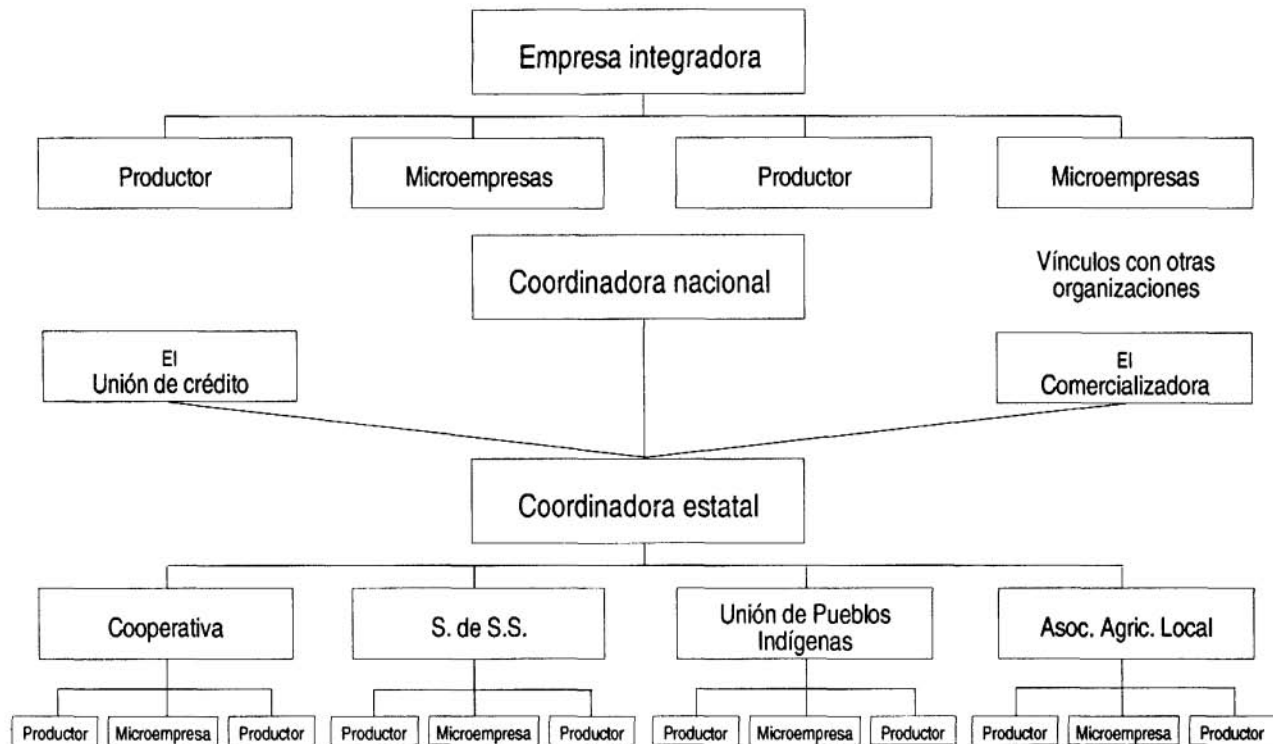 Empresa integradora
Productor
Microempresas
Productor
Microempresas
Coordinadora nacional
Vínculos con otras
organizaciones
EI
Unión de crédito
EI
Comercializadora
Coordinadora estatal
Cooperativa
S. de S.S.
Unión de Pueblos
Indígenas
Asoc. Agric. Local
Productor
Microempresa
Productor
Productor
Microempresa
Productor
Productor
Microempresa
Productor
Productor
Microempresa
Productor